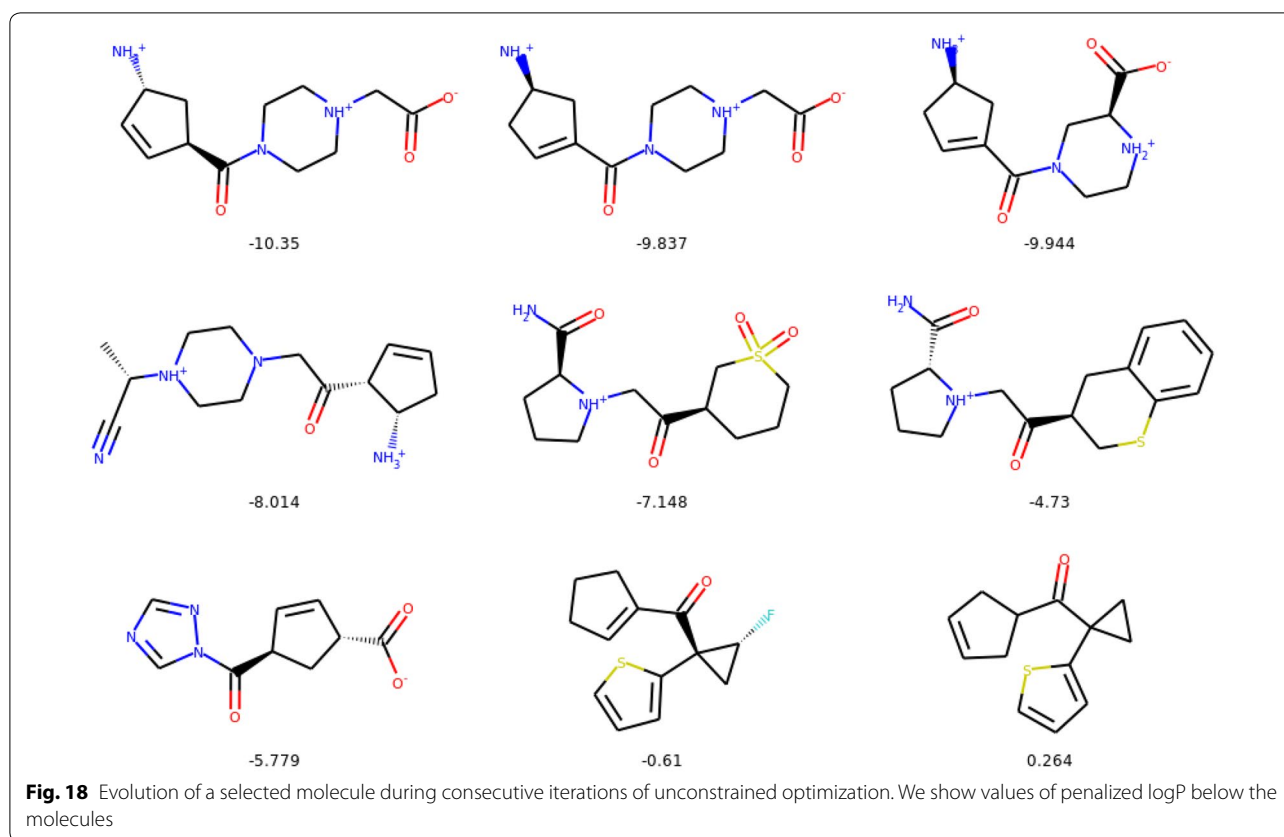 NH3+ NH+ N O O O-
NH3+ NH+ N O O O-
NH3+ O O- NH2+ N O
-10.35 -9.837 -9.944
N NH+ N O NH3+
H2N O NH+ O S O O
H2N O NH+ O S
-8.014 -7.148 -4.73
N N N O O O-
O F S
O S
-5.779 -0.61 0.264
Fig. 18 Evolution of a selected molecule during consecutive iterations of unconstrained optimization. We show values of penalized logP below the
molecules